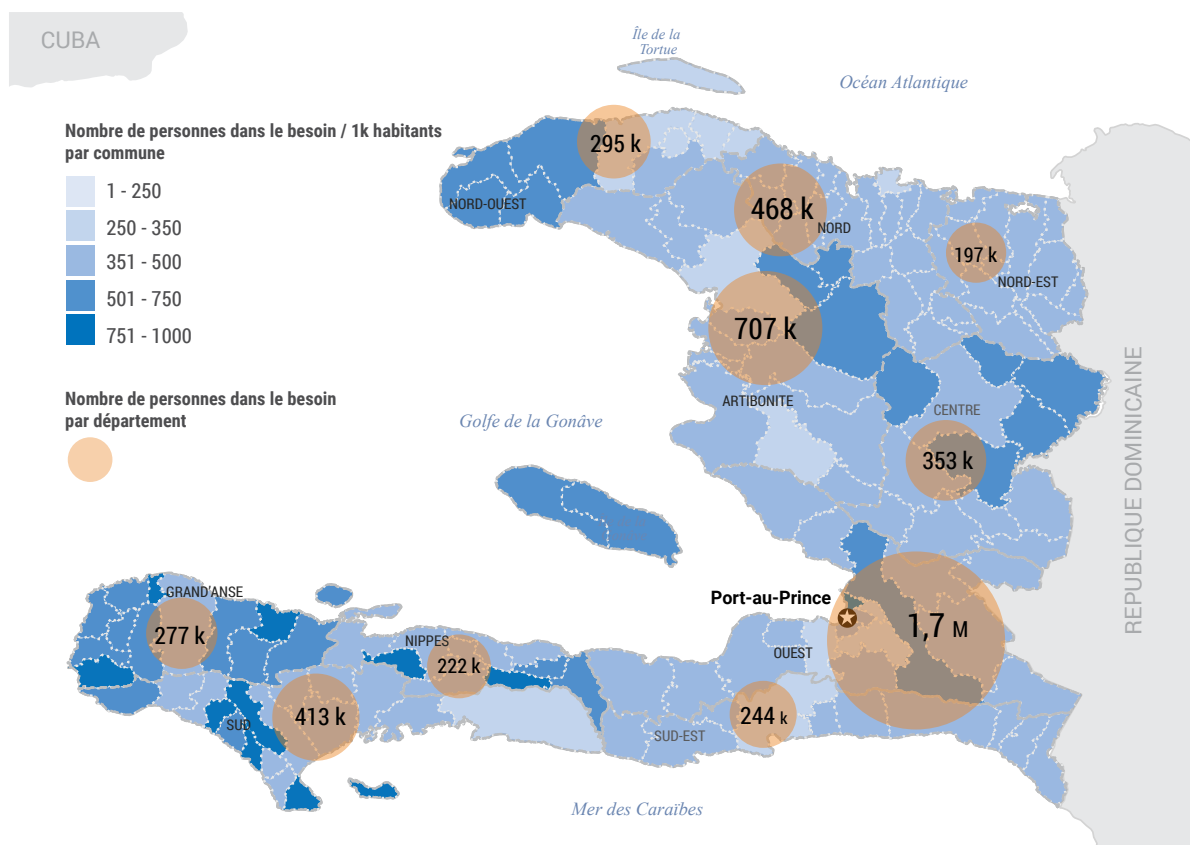 CUBA
Île de la
Tortue
Océan Atlantique
Nombre de personnes dans le besoin / 1k habitants
par commune
1 - 250
250 - 350
351 - 500
501 - 750
751 - 1000
Nombre de personnes dans le besoin
par département
295 k
NORD-OUEST
468 k
NORD
197 k
NORD-EST
707 k
ARTIBONITE
CENTRE
353 k
Golfe de la Gonâve
REPUBLIQUE DOMINICAINE
Port-au-Prince
1,7 M
OUEST
GRAND'ANSE
277 k
NIPPES
222 k
SUD
413 k
244 k
SUD-EST
Mer des Caraïbes